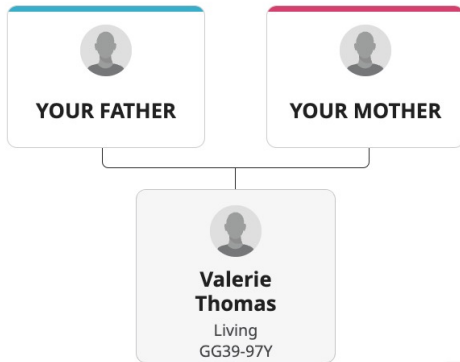 YOUR FATHER
YOUR MOTHER
Valerie
Thomas
Living
GG39-97Y